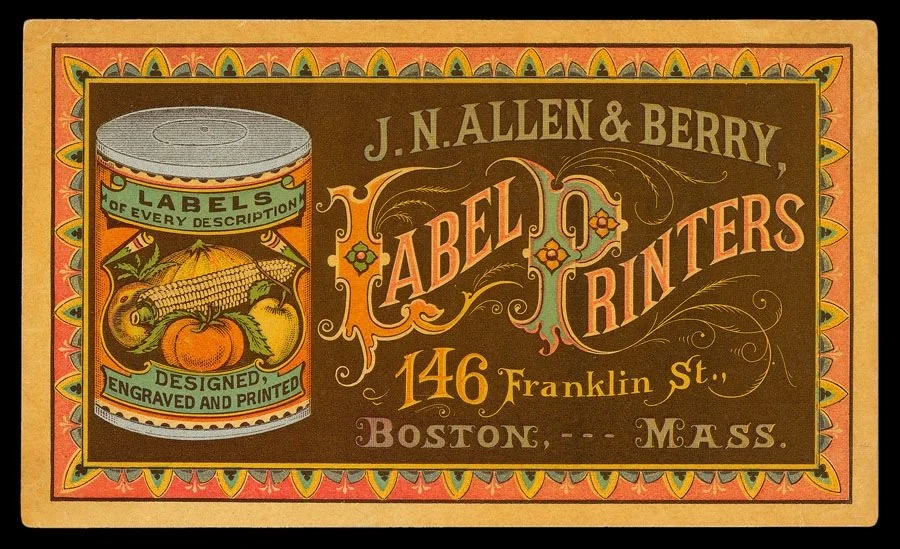 LABELS
OF EVERY DESCRIPTION
DESIGNED,
ENGRAVED AND PRINTED
J. N. ALLEN & BERRY,
LABEL PRINTERS
146 Franklin St.,
BOSTON, --- MASS.